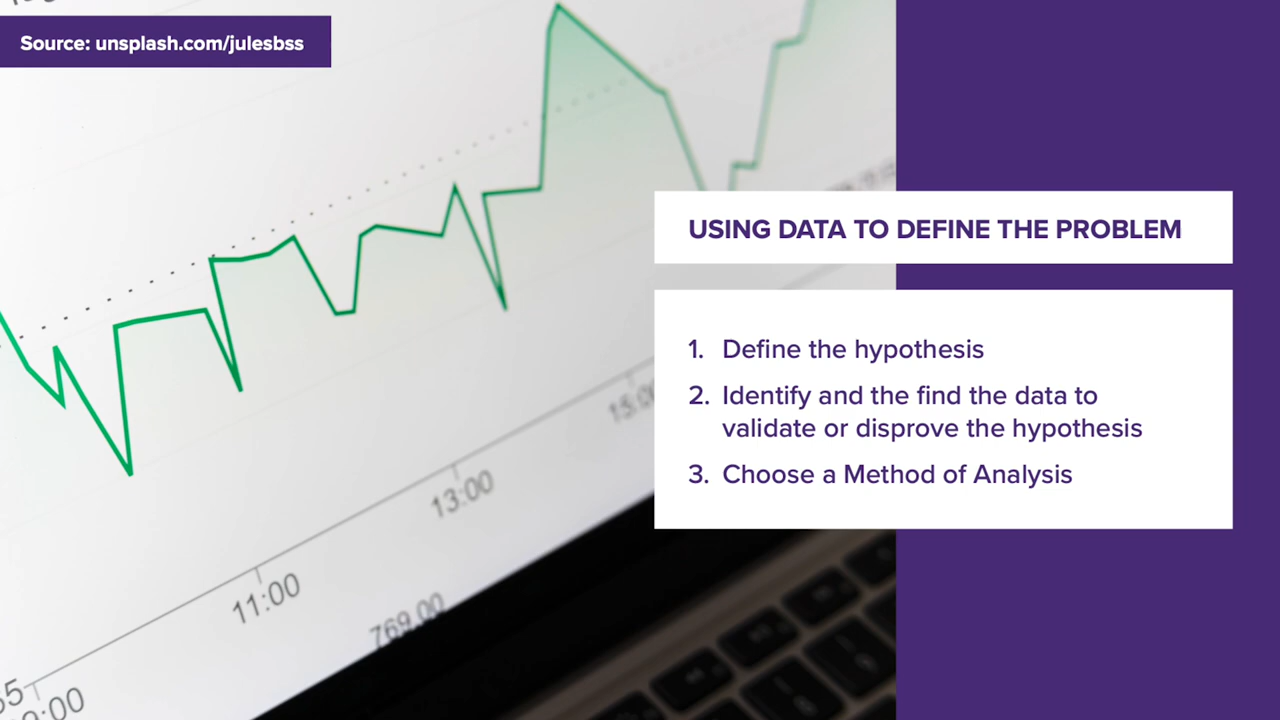 Source: unsplash.com/julesbss
USING DATA TO DEFINE THE PROBLEM
1. Define the hypothesis
2. Identify and the find the data to
validate or disprove the hypothesis
3. Choose a Method of Analysis
15:00
13:00
11:00
769.00